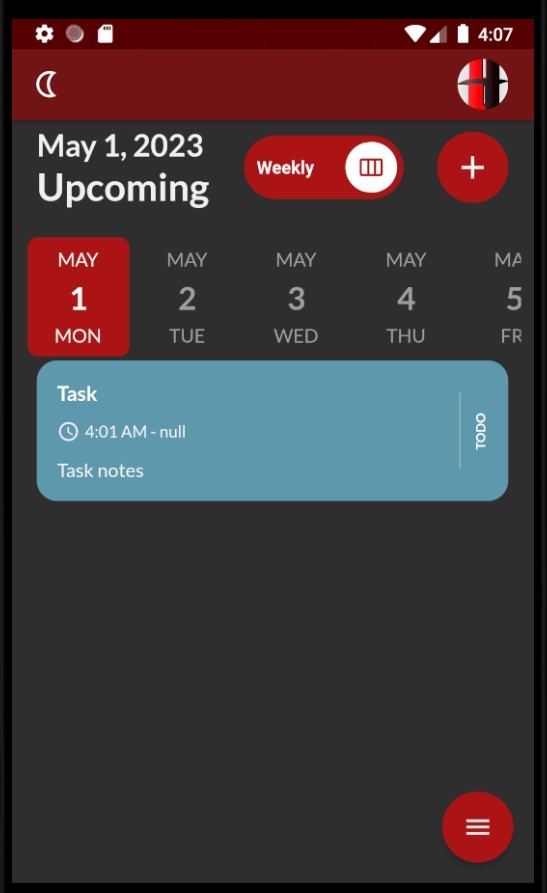 4:07
May 1, 2023
Upcoming
Weekly
MAY MAY MAY MAY MA
1 2 3 4 5
MON TUE WED THU FR
Task
4:01 AM - null
Task notes
TODO